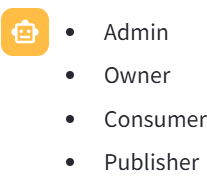 • Admin
• Owner
• Consumer
• Publisher